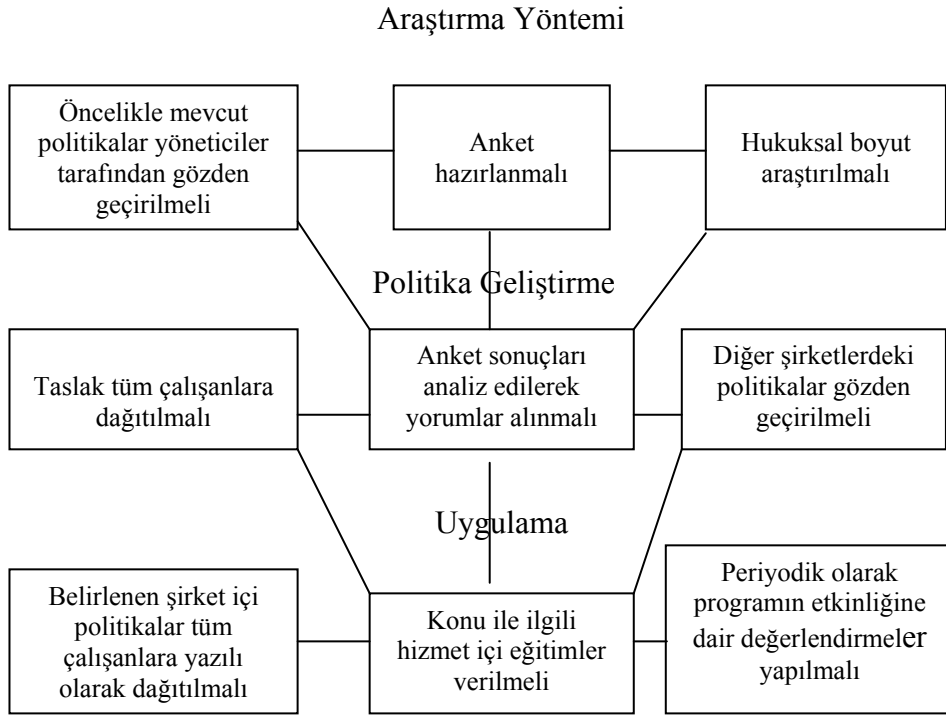 Araştırma Yöntemi
Öncelikle mevcut
politikalar yöneticiler
tarafından gözden
geçirilmeli
Anket
hazırlanmalı
Hukuksal boyut
araştırılmalı
Politika Geliştirme
Taslak tüm çalışanlara
dağıtılmalı
Anket sonuçları
analiz edilerek
yorumlar alınmalı
Diğer şirketlerdeki
politikalar gözden
geçirilmeli
Uygulama
Belirlenen şirket içi
politikalar tüm
çalışanlara yazılı
olarak dağıtılmalı
Konu ile ilgili
hizmet içi eğitimler
verilmeli
Periyodik olarak
programın etkinliğine
dair değerlendirmeler
yapılmalı